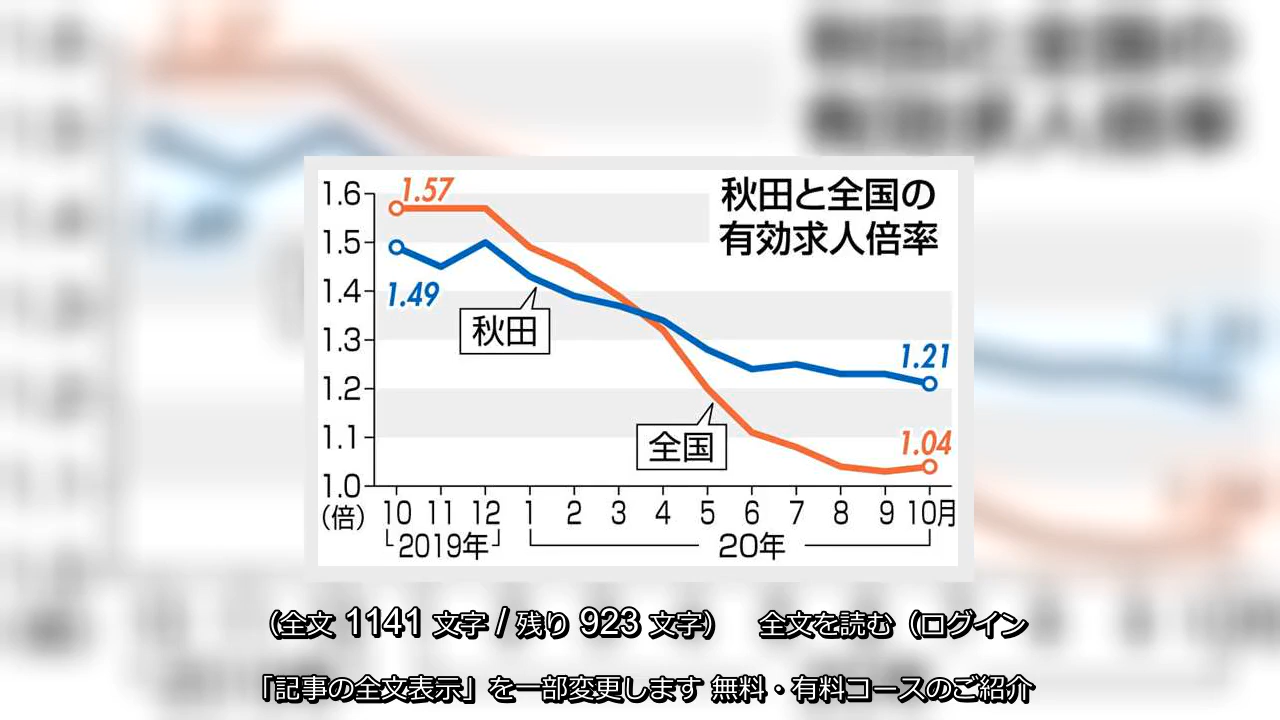 秋田と全国の
有効求人倍率
1.6
1.5
1.4
1.3
1.2
1.1
1.0
(倍)
1.57
1.49
秋田
全国
1.21
1.04
10 11 12 1 2 3 4 5 6 7 8 9 10月
2019年 20年
（全文 1141 文字 / 残り 923 文字） 全文を読む（ログイン
「記事の全文表示」を一部変更します 無料・有料コースのご紹介